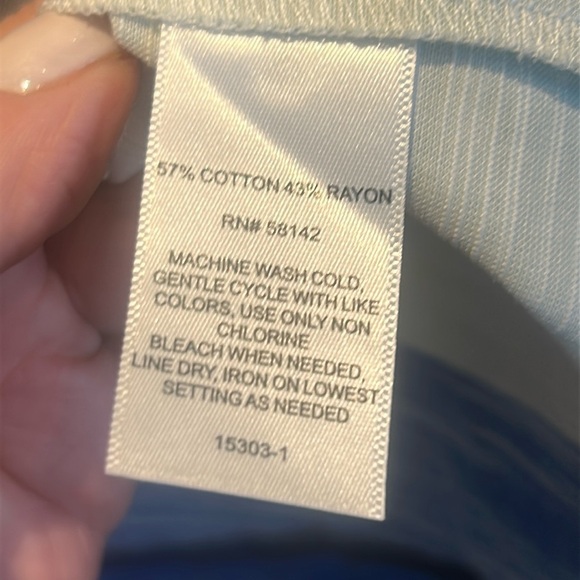 57% COTTON 43% RAYON
RN# 58142
MACHINE WASH COLD,
GENTLE CYCLE WITH LIKE
COLORS, USE ONLY NON
CHLORINE
BLEACH WHEN NEEDED,
LINE DRY, IRON ON LOWEST
SETTING AS NEEDED
15303-1